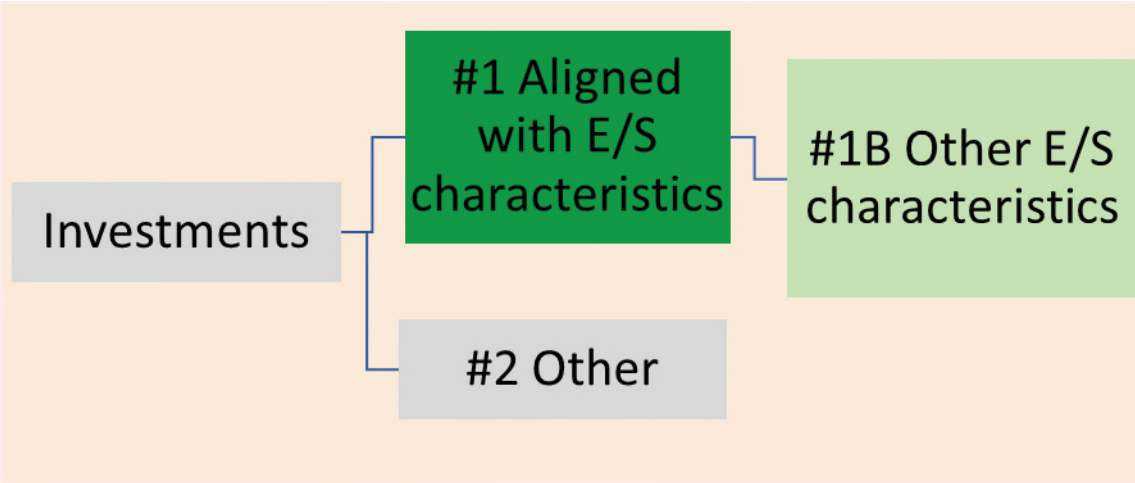 #1 Aligned
with E/S
characteristics
#1B Other E/S
characteristics
Investments
#2 Other